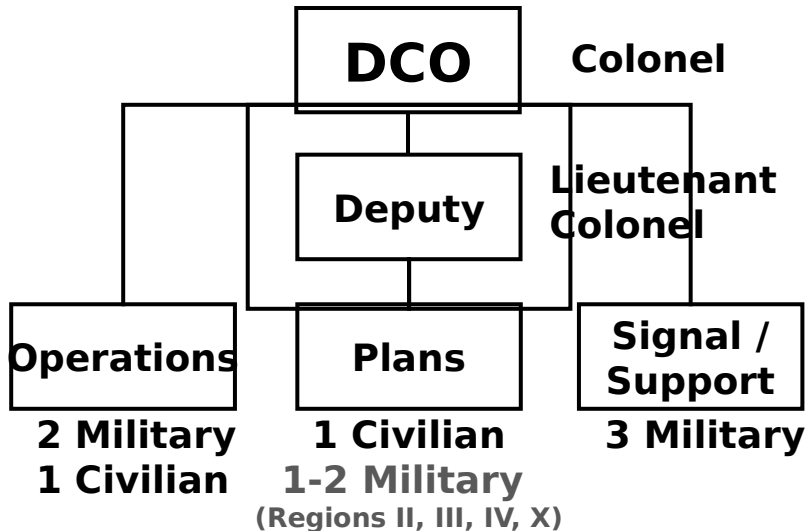 DCO
Colonel
Deputy
Lieutenant
Colonel
Operations
Plans
Signal /
Support
2 Military
1 Civilian
1 Civilian
1-2 Military
(Regions II, III, IV, X)
3 Military